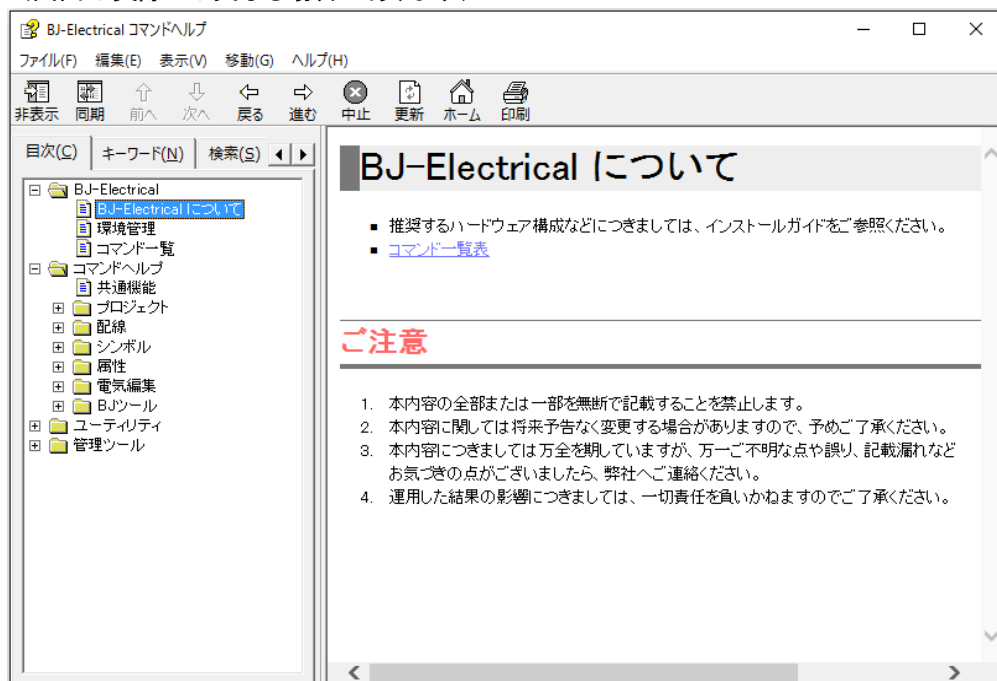 BJ-Electrical コマンドヘルプ
ファイル(F) 編集(E) 表示(V) 移動(G) ヘルプ(H)
非表示 同期 前へ 次へ 戻る 進む 中止 更新 ホーム 印刷
目次(C) キーワード(N) 検索(S)
BJ-Electrical
BJ-Electrical について
環境管理
コマンド一覧
コマンドヘルプ
共通機能
プロジェクト
配線
シンボル
属性
電気編集
BJツール
ユーティリティ
管理ツール
BJ-Electrical について
■ 推奨するハードウェア構成などにつきましては、インストールガイドをご参照ください。
■ コマンド一覧表
ご注意
1. 本内容の全部または一部を無断で記載することを禁止します。
2. 本内容に関しては将来予告なく変更する場合がありますので、予めご了承ください。
3. 本内容につきましては万全を期していますが、万一ご不明な点や誤り、記載漏れなど
お気づきの点がございましたら、弊社へご連絡ください。
4. 運用した結果の影響につきましては、一切責任を負いかねますのでご了承ください。